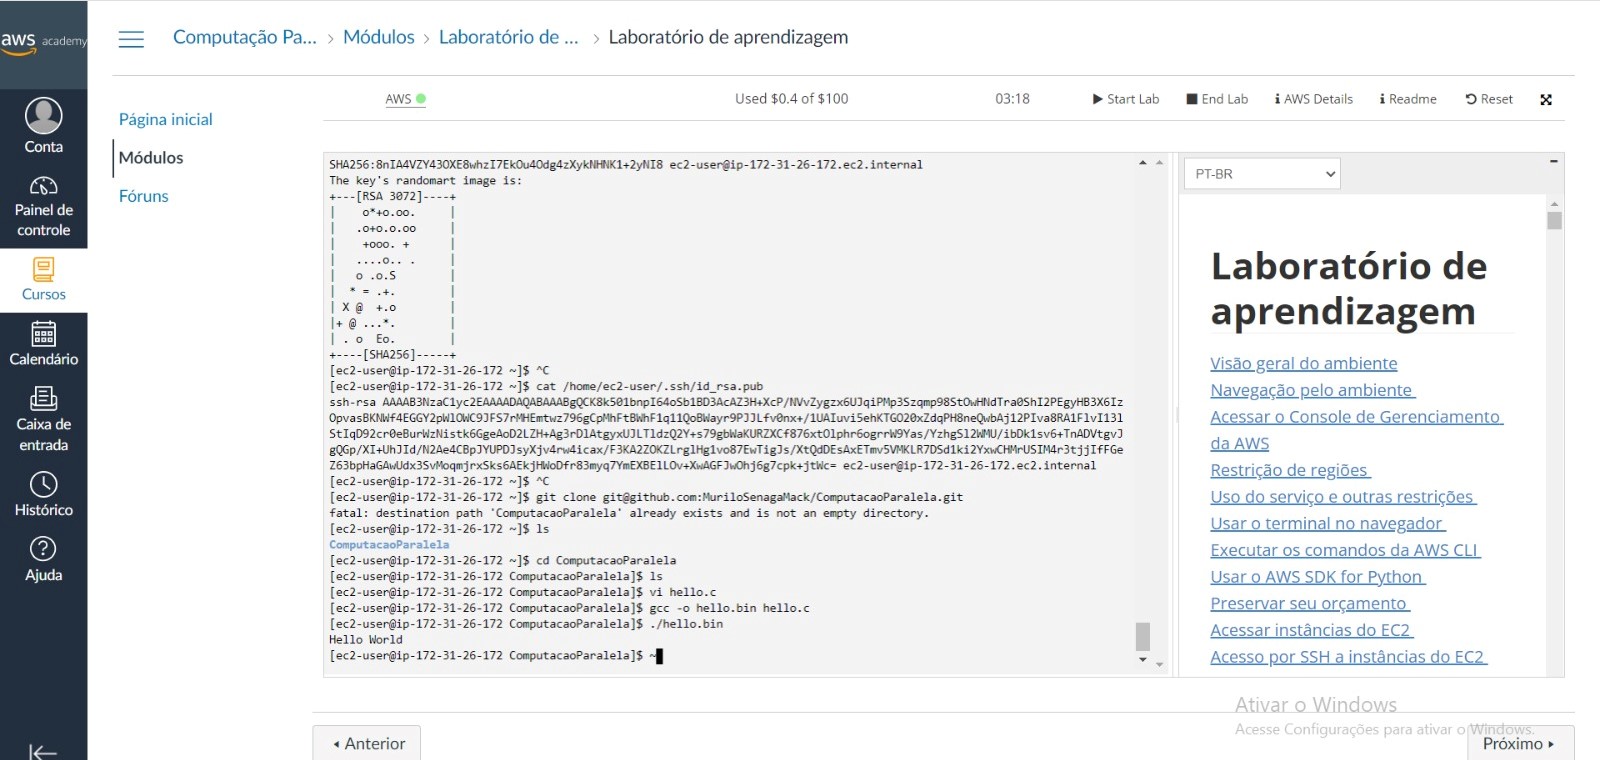 aws academy
Conta
Painel de
controle
Cursos
Calendário
Caixa de
entrada
Histórico
Ajuda
Computação Pa... › Módulos › Laboratório de ... › Laboratório de aprendizagem
Página inicial
Módulos
Fóruns
AWS
Used $0.4 of $100
03:18
Start Lab
End Lab
AWS Details
Readme
Reset
SHA256:8nIA4VZY43OXE8whzI7EkOu4Odg4zXykNHNK1+2yNI8 ec2-user@ip-172-31-26-172.ec2.internal
The key's randomart image is:
+---[RSA 3072]----+
|    o*+o.oo.     |
|   .o+o.o.oo     |
|    +ooo. +      |
|   ....o.. .     |
|   o .o.S        |
|  * = .+.        |
| X @  +.o        |
|+ @ ...*.        |
| . o  Eo.        |
+----[SHA256]-----+
[ec2-user@ip-172-31-26-172 ~]$ ^C
[ec2-user@ip-172-31-26-172 ~]$ cat /home/ec2-user/.ssh/id_rsa.pub
ssh-rsa AAAAB3NzaC1yc2EAAAADAQABAAABgQCK8k501bnpI64oSb1BD3AcAZ3H+XcP/NVvZygzx6UJqiPMp3Szqmp98StOwHNdTra0ShI2PEgyHB3X6Iz
OpvasBKNWf4EGGY2pWlOWC9JFS7rMHEmtwz796gCpMhFtBWhF1q11QoBWayr9PJJLfv0nx+/1UAIuvi5ehKTGO20xZdqPH8neQwbAj12PIva8RA1FlvI13l
StIqD92cr0eBurWzNistk6GgeAoD2LZH+Ag3rDlAtgyxUJLTldzQ2Y+s79gbWaKURZXCf876xtOlphr6ogrrW9Yas/YzhgSl2WMU/ibDk1sv6+TnADVtgvJ
gQGp/XI+UhJId/N2Ae4CBpJYUPDJsyXjv4rw4icax/F3KA2ZOKZLrglHg1vo87EwTigJs/XtQdDEsAxETmv5VMKLR7DSd1ki2YxwCHMrUSIM4r3tjjIfFGe
Z63bpHaGAwUdx3SvMoqmjrxSks6AEkjHWoDfr83myq7YmEXBElLOv+XwAGFJwOhj6g7cpk+jtWc= ec2-user@ip-172-31-26-172.ec2.internal
[ec2-user@ip-172-31-26-172 ~]$ ^C
[ec2-user@ip-172-31-26-172 ~]$ git clone git@github.com:MuriloSenagaMack/ComputacaoParalela.git
fatal: destination path 'ComputacaoParalela' already exists and is not an empty directory.
[ec2-user@ip-172-31-26-172 ~]$ ls
ComputacaoParalela
[ec2-user@ip-172-31-26-172 ~]$ cd ComputacaoParalela
[ec2-user@ip-172-31-26-172 ComputacaoParalela]$ ls
[ec2-user@ip-172-31-26-172 ComputacaoParalela]$ vi hello.c
[ec2-user@ip-172-31-26-172 ComputacaoParalela]$ gcc -o hello.bin hello.c
[ec2-user@ip-172-31-26-172 ComputacaoParalela]$ ./hello.bin
Hello World
[ec2-user@ip-172-31-26-172 ComputacaoParalela]$ ~
PT-BR
Laboratório de
aprendizagem
Visão geral do ambiente
Navegação pelo ambiente
Acessar o Console de Gerenciamento
da AWS
Restrição de regiões
Uso do serviço e outras restrições
Usar o terminal no navegador
Executar os comandos da AWS CLI
Usar o AWS SDK for Python
Preservar seu orçamento
Acessar instâncias do EC2
Acesso por SSH a instâncias do EC2
Ativar o Windows
Acesse Configurações para ativar o Windows.
Anterior
Próximo